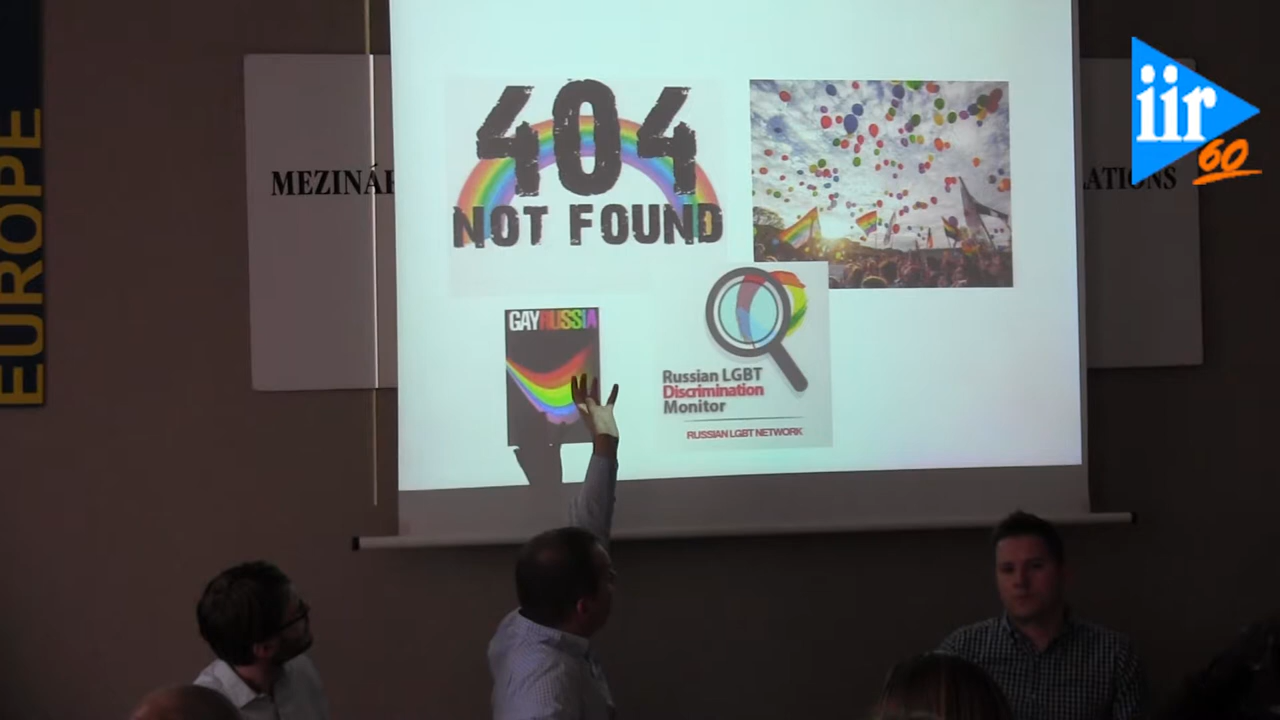 EUROPE
MEZINÁ
ATIONS
iir
60
404
NOT FOUND
GAYRUSSIA
Russian LGBT
Discrimination
Monitor
RUSSIAN LGBT NETWORK